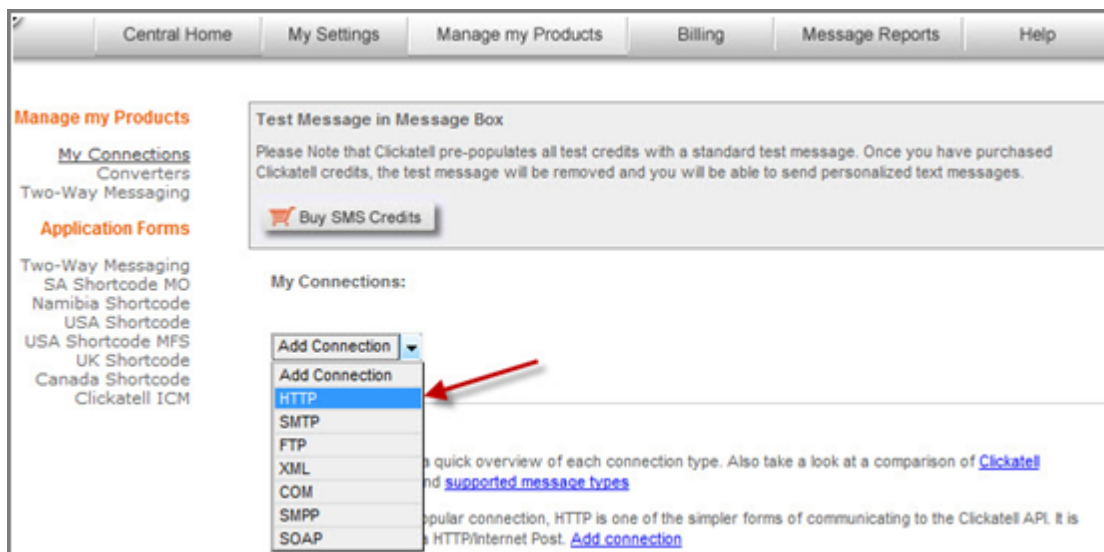 Central Home
My Settings
Manage my Products
Billing
Message Reports
Help
Manage my Products
My Connections
Converters
Two-Way Messaging
Application Forms
Two-Way Messaging
SA Shortcode MO
Namibia Shortcode
USA Shortcode
USA Shortcode MFS
UK Shortcode
Canada Shortcode
Clickatell ICM
Test Message in Message Box
Please Note that Clickatell pre-populates all test credits with a standard test message. Once you have purchased
Clickatell credits, the test message will be removed and you will be able to send personalized text messages.
Buy SMS Credits
My Connections:
Add Connection
Add Connection
HTTP
SMTP
FTP
XML
COM
SMPP
SOAP
a quick overview of each connection type. Also take a look at a comparison of Clickatell
supported message types
connection, HTTP is one of the simpler forms of communicating to the Clickatell API. It is
HTTP/Internet Post. Add connection